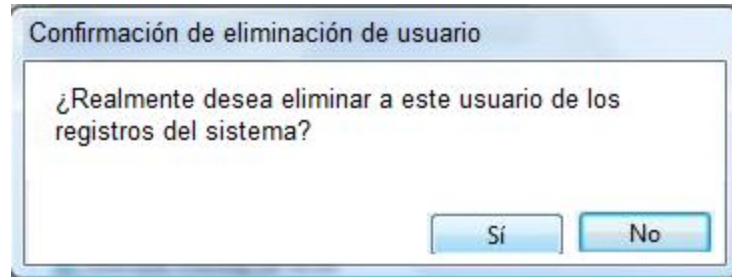 Confirmación de eliminación de usuario
¿Realmente desea eliminar a este usuario de los
registros del sistema?
Sí
No